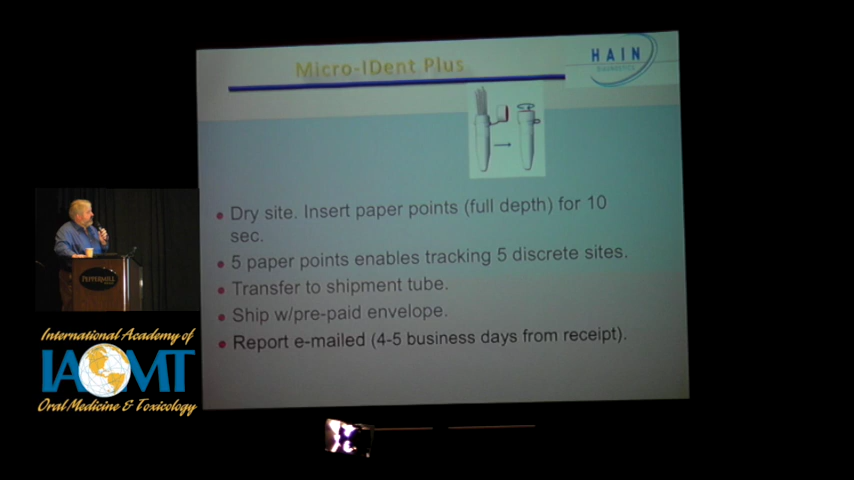 Micro-IDent Plus
HAIN
• Dry site. Insert paper points (full depth) for 10
sec.
• 5 paper points enables tracking 5 discrete sites.
• Transfer to shipment tube.
• Ship w/pre-paid envelope.
• Report e-mailed (4-5 business days from receipt).
PEPPERMILL
International Academy of
IAOMT
Oral Medicine & Toxicology